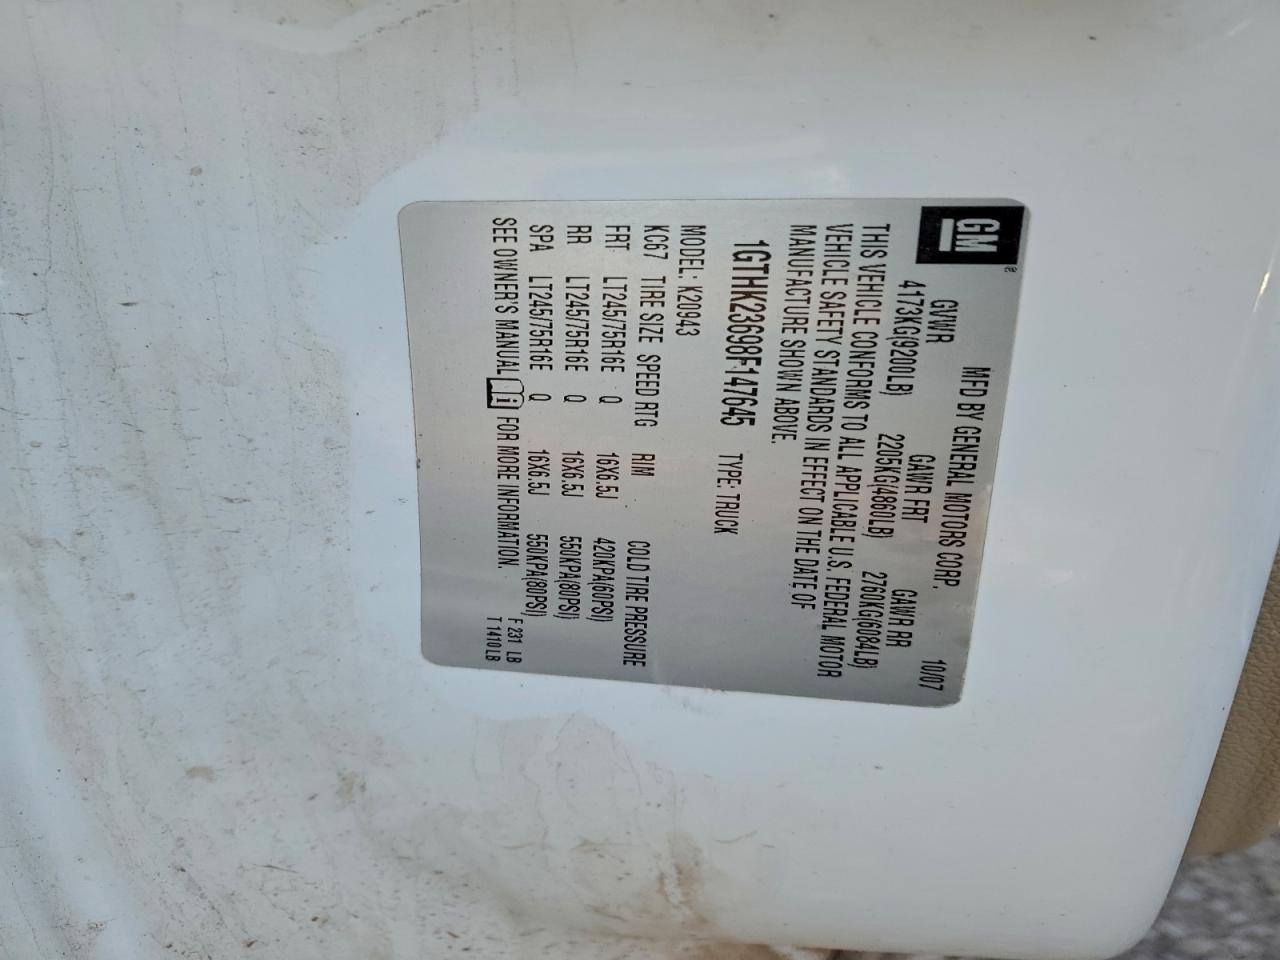 GM
MFD BY GENERAL MOTORS CORP. 10/07
GVWR GAWR FRT GAWR RR
4173KG(9200LB) 2205KG(4860LB) 2760KG(6084LB)
THIS VEHICLE CONFORMS TO ALL APPLICABLE U.S. FEDERAL MOTOR
VEHICLE SAFETY STANDARDS IN EFFECT ON THE DATE OF
MANUFACTURE SHOWN ABOVE.
1GTHK23698F147645 TYPE: TRUCK
MODEL: K20943
KC67 TIRE SIZE SPEED RTG RIM COLD TIRE PRESSURE
FRT LT245/75R16E Q 16X6.5J 420KPA(60PSI)
RR LT245/75R16E Q 16X6.5J 550KPA(80PSI)
SPA LT245/75R16E Q 16X6.5J 550KPA(80PSI)
SEE OWNER'S MANUAL i FOR MORE INFORMATION.
F 231 LB
T 1410 LB